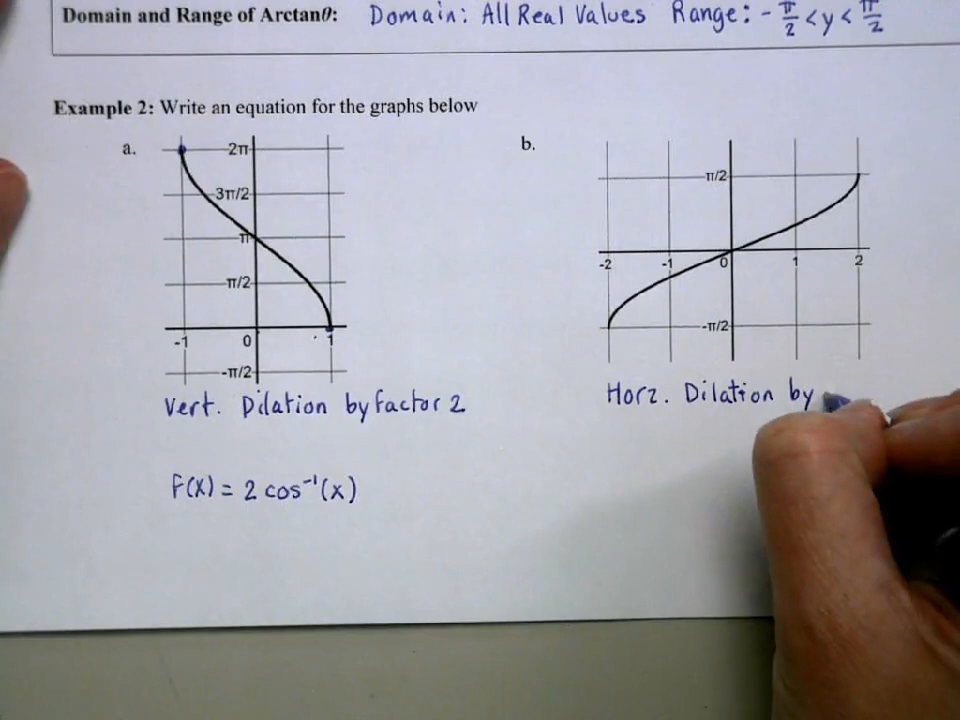 Domain and Range of Arctanθ: Domain: All Real Values Range: -π/2 < y < π/2
Example 2: Write an equation for the graphs below
a.
2π
3π/2
π
π/2
-1 0 1
-π/2
b.
π/2
-2 -1 0 1 2
-π/2
Vert. Dilation by factor 2
Horz. Dilation by
f(x) = 2 cos⁻¹(x)